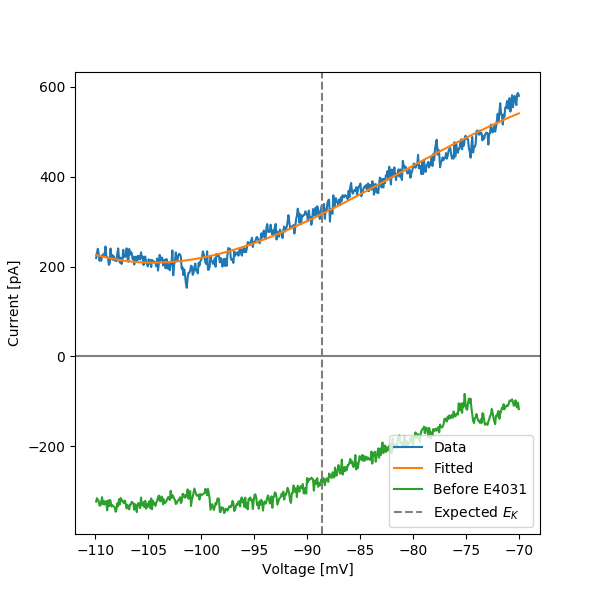 600
400
200
0
−200
Current [pA]
−110
−105
−100
−95
−90
−85
−80
−75
−70
Voltage [mV]
Data
Fitted
Before E4031
Expected E_K